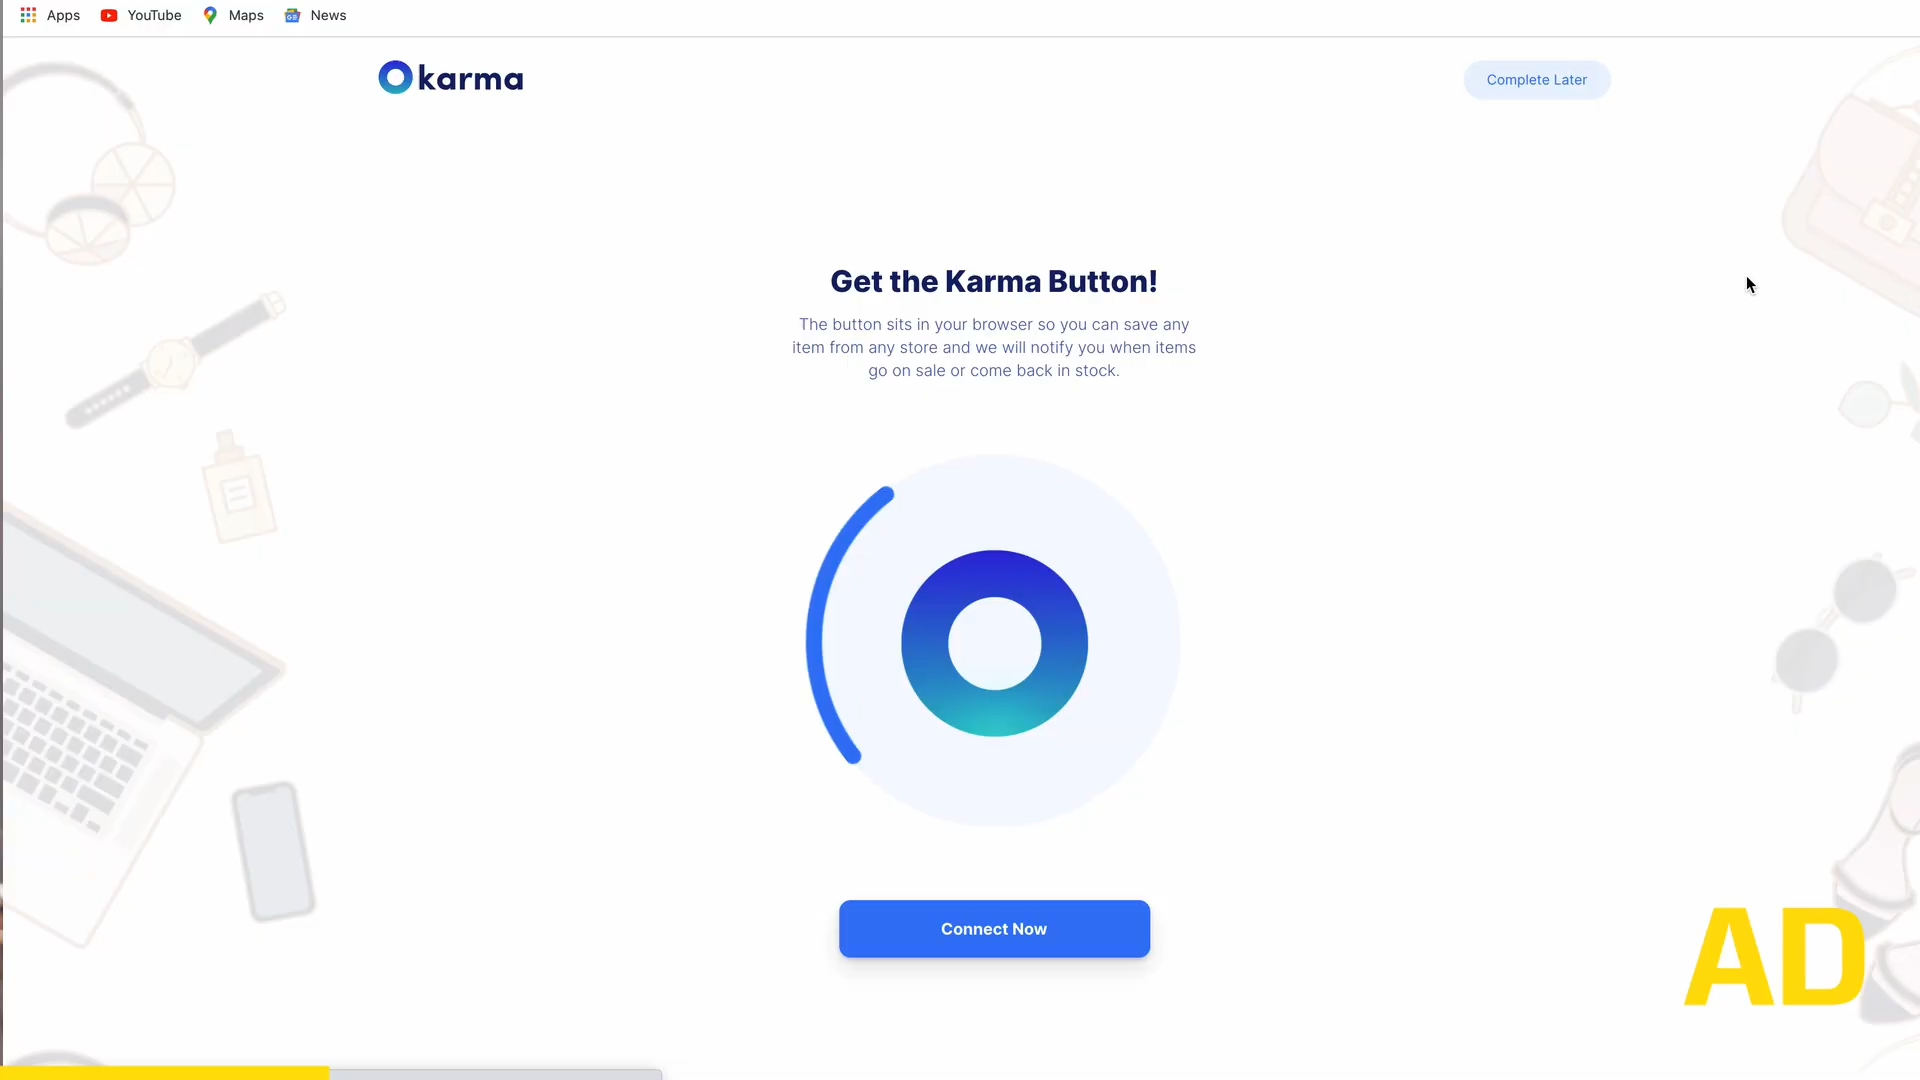 Apps YouTube Maps News
karma
Complete Later
Get the Karma Button!
The button sits in your browser so you can save any
item from any store and we will notify you when items
go on sale or come back in stock.
Connect Now
AD